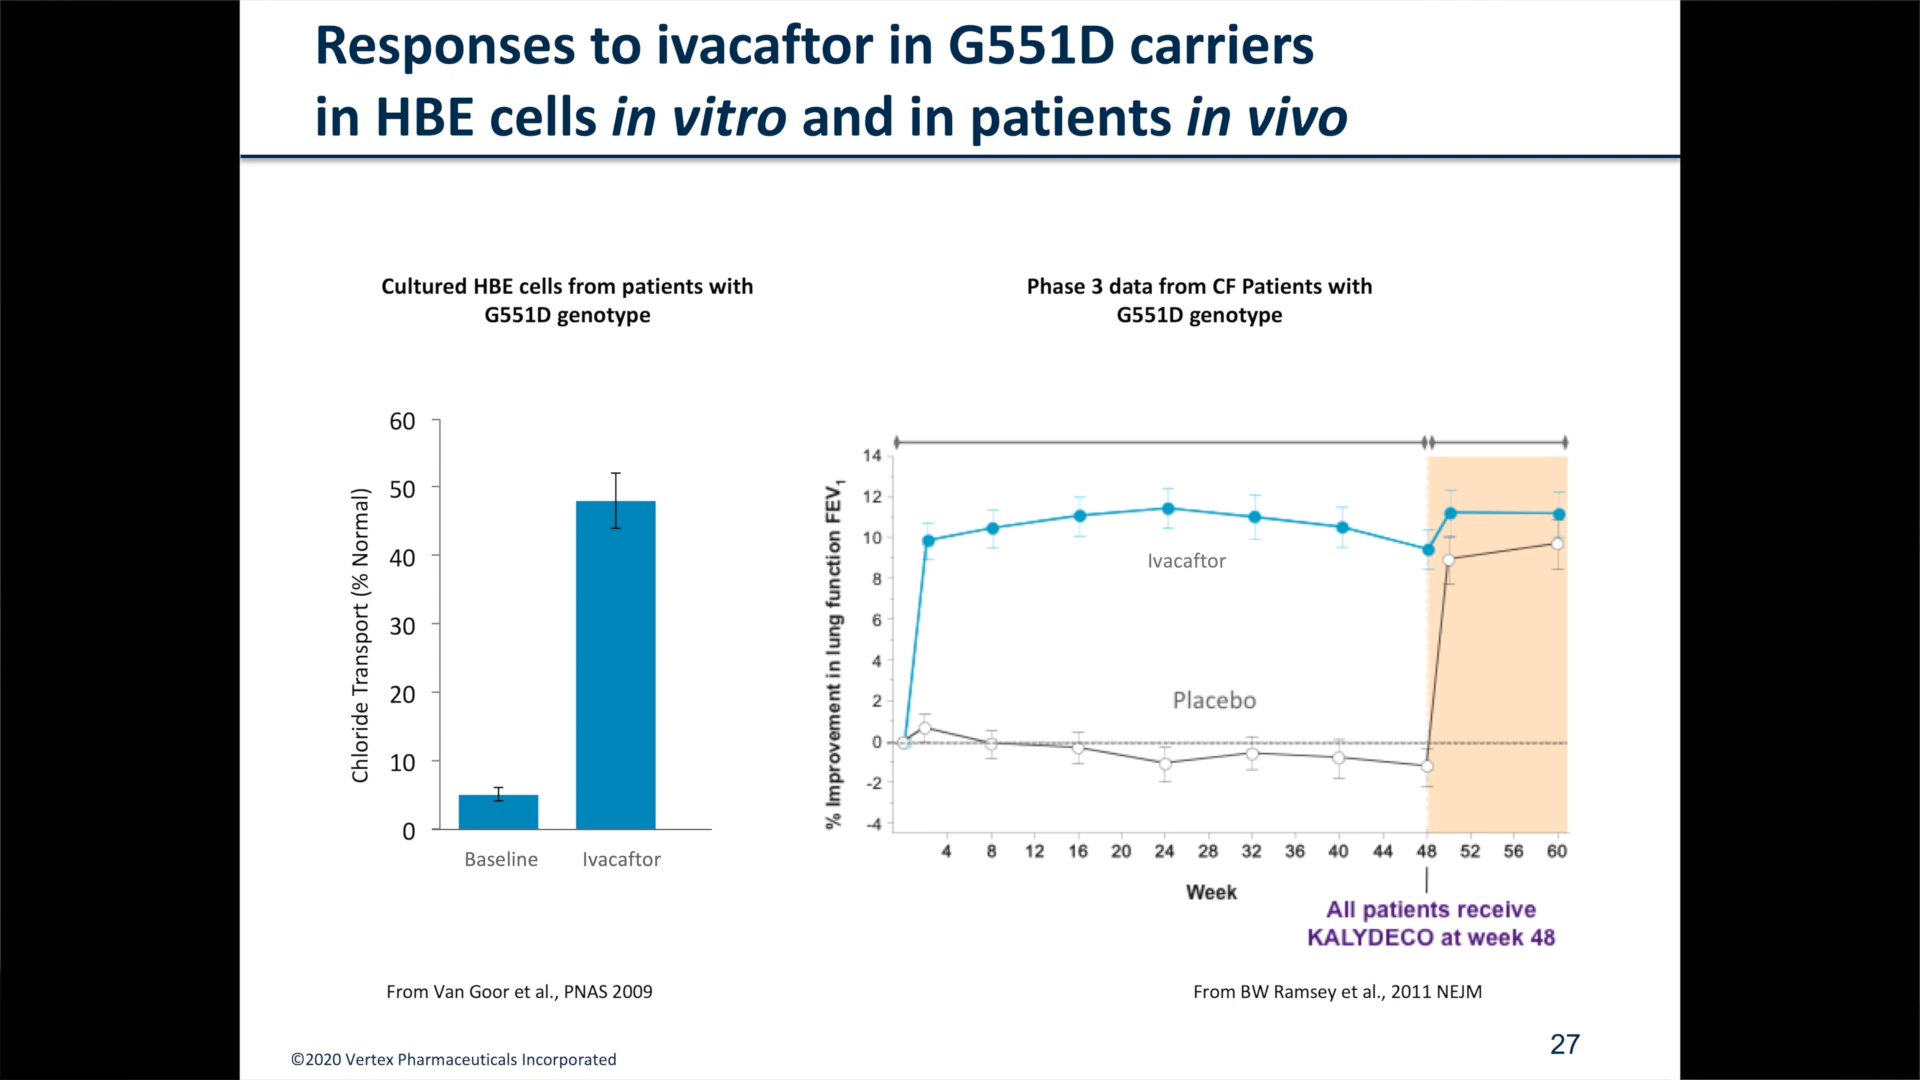 Responses to ivacaftor in G551D carriers
in HBE cells in vitro and in patients in vivo
Cultured HBE cells from patients with
G551D genotype
Chloride Transport (% Normal)
60
50
40
30
20
10
0
Baseline Ivacaftor
From Van Goor et al., PNAS 2009
Phase 3 data from CF Patients with
G551D genotype
% Improvement in lung function FEV1
14
12
10
8
6
4
2
0
-2
-4
Ivacaftor
Placebo
4 8 12 16 20 24 28 32 36 40 44 48 52 56 60
Week
All patients receive
KALYDECO at week 48
From BW Ramsey et al., 2011 NEJM
27
©2020 Vertex Pharmaceuticals Incorporated